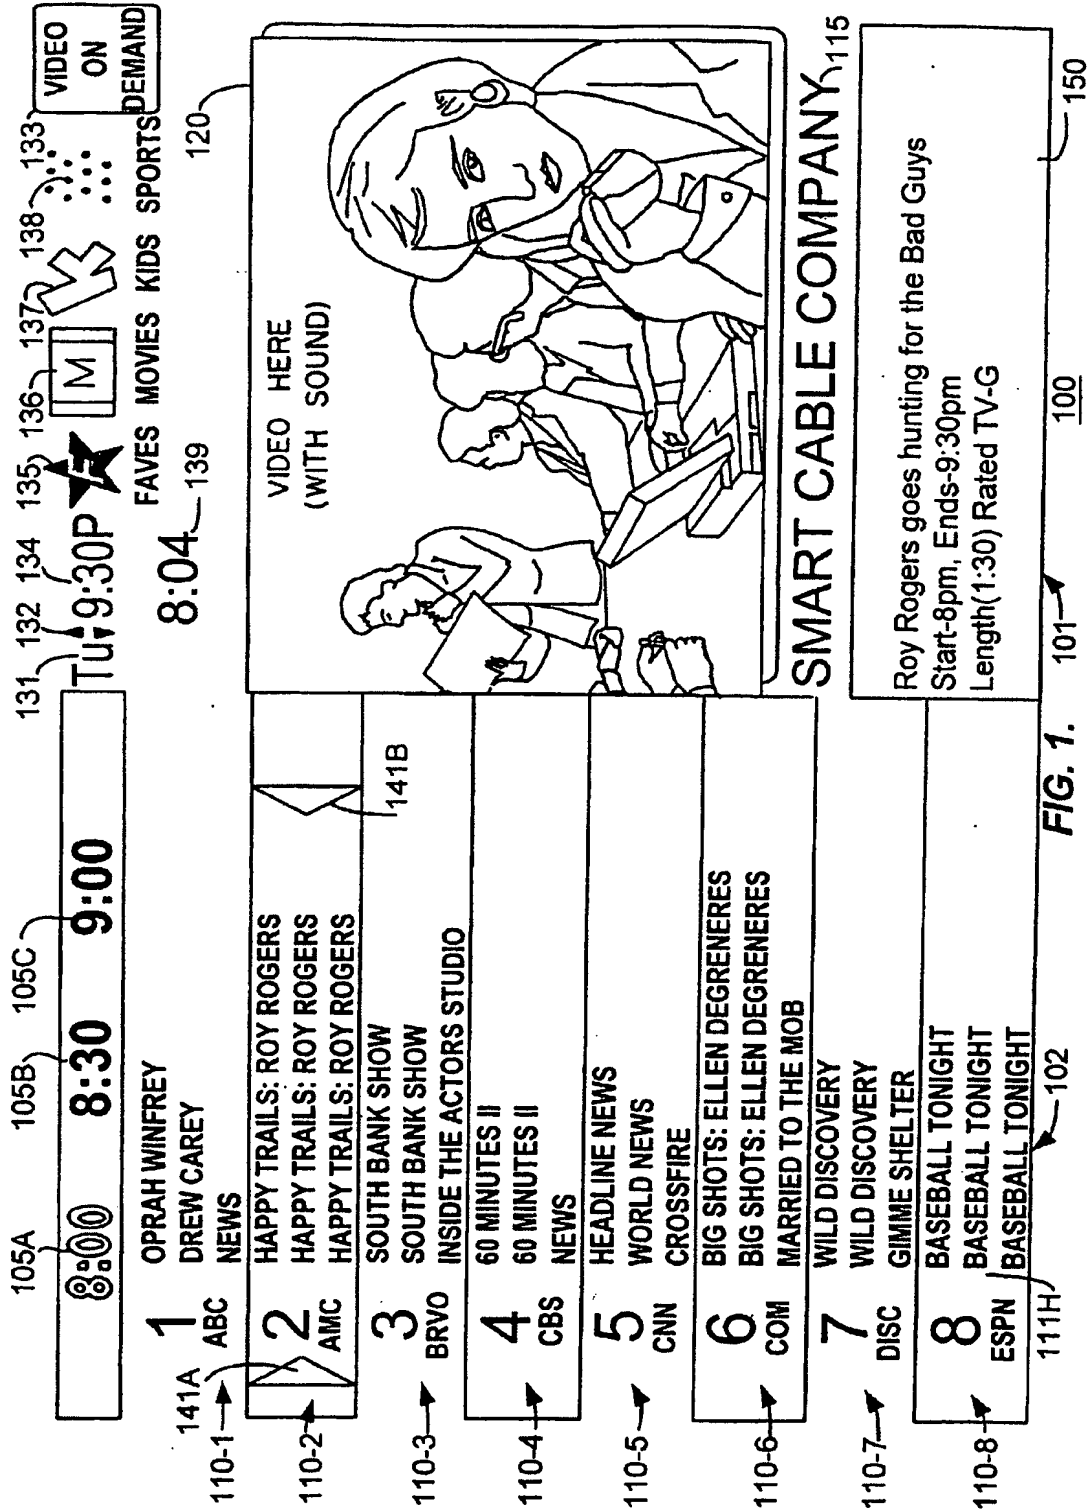 105A
105B
105C
131
132
134
135
136
137
138
133
8:00
8:30
9:00
Tu 9:30P
M
VIDEO
ON
DEMAND
FAVES MOVIES KIDS SPORTS
8:04
139
120
141A
110-1
1
ABC
OPRAH WINFREY
DREW CAREY
NEWS
110-2
2
AMC
HAPPY TRAILS: ROY ROGERS
HAPPY TRAILS: ROY ROGERS
HAPPY TRAILS: ROY ROGERS
141B
110-3
3
BRVO
SOUTH BANK SHOW
SOUTH BANK SHOW
INSIDE THE ACTORS STUDIO
110-4
4
CBS
60 MINUTES II
60 MINUTES II
NEWS
110-5
5
CNN
HEADLINE NEWS
WORLD NEWS
CROSSFIRE
110-6
6
COM
BIG SHOTS: ELLEN DEGRENERES
BIG SHOTS: ELLEN DEGRENERES
MARRIED TO THE MOB
110-7
7
DISC
WILD DISCOVERY
WILD DISCOVERY
GIMME SHELTER
110-8
8
ESPN
BASEBALL TONIGHT
BASEBALL TONIGHT
BASEBALL TONIGHT
111H
102
VIDEO HERE
(WITH SOUND)
SMART CABLE COMPANY
115
Roy Rogers goes hunting for the Bad Guys
Start-8pm, Ends-9:30pm
Length(1:30) Rated TV-G
150
101
100
FIG. 1.